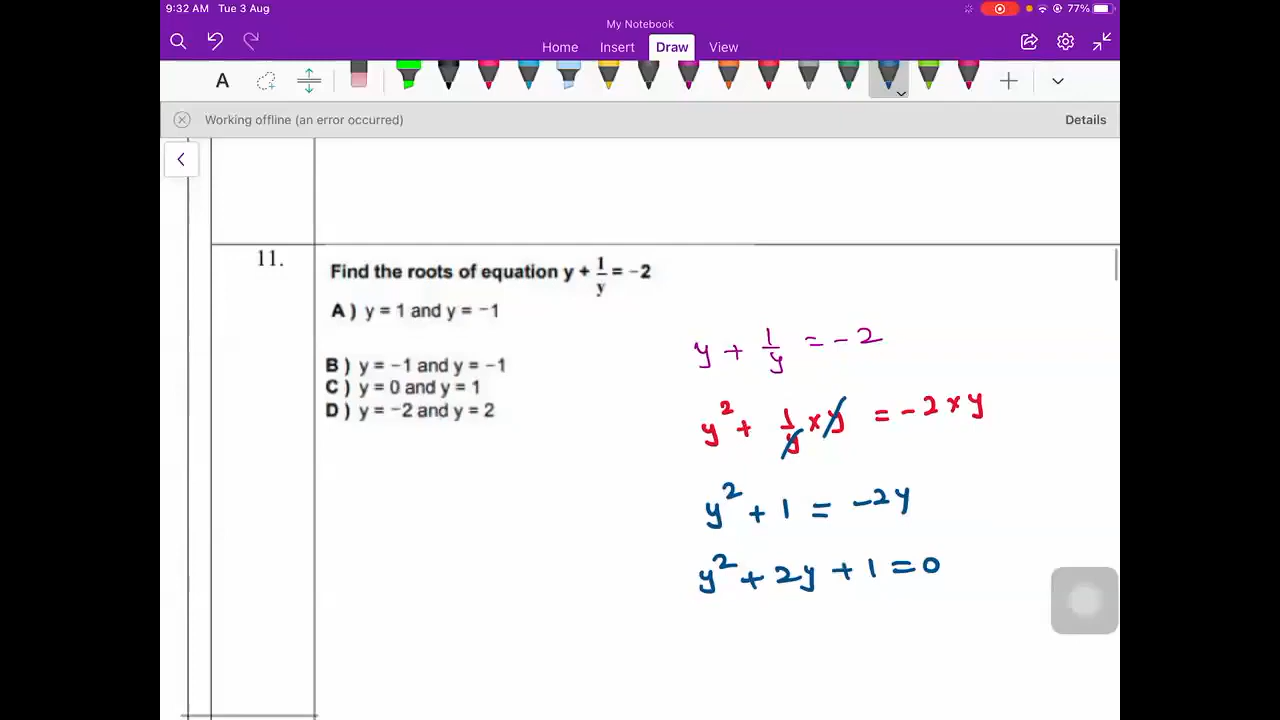 9:32 AM Tue 3 Aug 77%
My Notebook
Home Insert Draw View
A
Working offline (an error occurred) Details
11.
Find the roots of equation y + 1/y = −2
A ) y = 1 and y = −1
B ) y = −1 and y = −1
C ) y = 0 and y = 1
D ) y = −2 and y = 2
y + 1/y = -2
y² + 1/y × y = -2 × y
y² + 1 = -2y
y² + 2y + 1 = 0